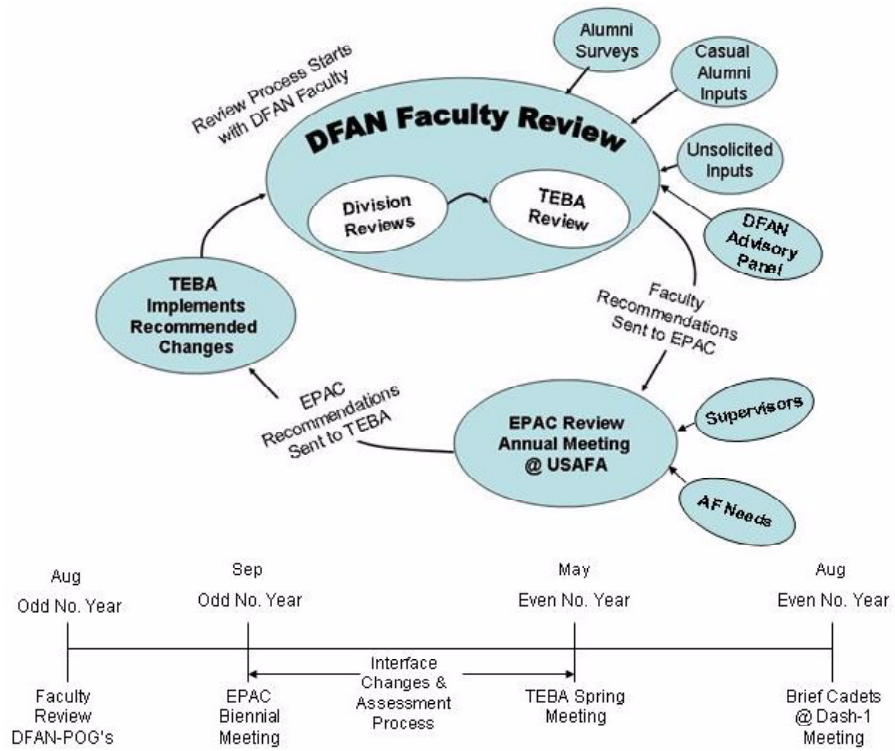 Alumni
Surveys
Casual
Alumni
Inputs
Review Process Starts
with DFAN Faculty
DFAN Faculty Review
Unsolicited
Inputs
Division
Reviews
TEBA
Review
DFAN
Advisory
Panel
TEBA
Implements
Recommended
Changes
Faculty
Recommendations
Sent to EPAC
EPAC
Recommendations
Sent to TEBA
EPAC Review
Annual Meeting
@ USAFA
Supervisors
AF Needs
Aug
Odd No. Year
Sep
Odd No. Year
May
Even No. Year
Aug
Even No. Year
Faculty
Review
DFAN-POG's
EPAC
Biennial
Meeting
Interface
Changes &
Assessment
Process
TEBA Spring
Meeting
Brief Cadets
@ Dash-1
Meeting